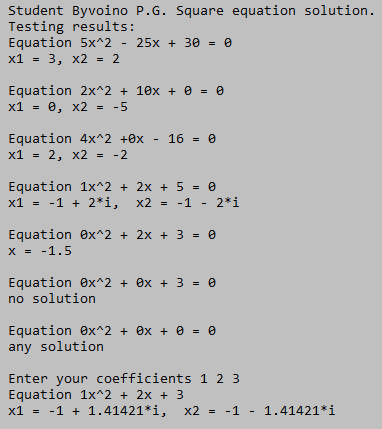 Student Byvoino P.G. Square equation solution.
Testing results:
Equation 5x^2 - 25x + 30 = 0
x1 = 3, x2 = 2
Equation 2x^2 + 10x + 0 = 0
x1 = 0, x2 = -5
Equation 4x^2 +0x - 16 = 0
x1 = 2, x2 = -2
Equation 1x^2 + 2x + 5 = 0
x1 = -1 + 2*i,  x2 = -1 - 2*i
Equation 0x^2 + 2x + 3 = 0
x = -1.5
Equation 0x^2 + 0x + 3 = 0
no solution
Equation 0x^2 + 0x + 0 = 0
any solution
Enter your coefficients 1 2 3
Equation 1x^2 + 2x + 3
x1 = -1 + 1.41421*i,  x2 = -1 - 1.41421*i